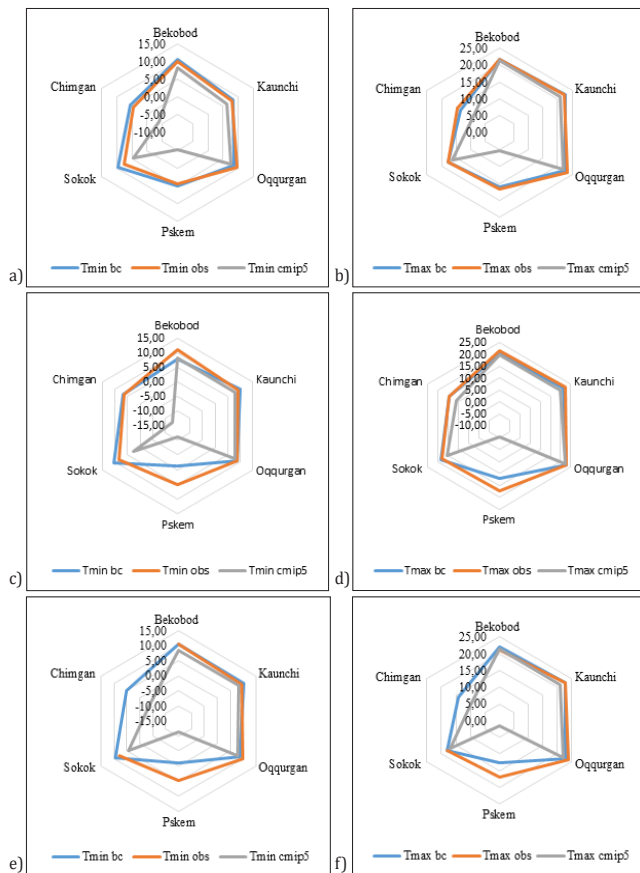 Bekobod
15,00
10,00
5,00
0,00
-5,00
-10,00
Kaunchi
Oqqurgan
Pskem
Sokok
Chimgan
Tmin bc Tmin obs Tmin cmip5
a)
Bekobod
25,00
20,00
15,00
10,00
5,00
0,00
Kaunchi
Oqqurgan
Pskem
Sokok
Chimgan
Tmax bc Tmax obs Tmax cmip5
b)
Bekobod
15,00
10,00
5,00
0,00
-5,00
-10,00
-15,00
Kaunchi
Oqqurgan
Pskem
Sokok
Chimgan
Tmin bc Tmin obs Tmin cmip5
c)
Bekobod
25,00
20,00
15,00
10,00
5,00
0,00
-5,00
-10,00
Kaunchi
Oqqurgan
Pskem
Sokok
Chimgan
Tmax bc Tmax obs Tmax cmip5
d)
Bekobod
15,00
10,00
5,00
0,00
-5,00
-10,00
-15,00
Kaunchi
Oqqurgan
Pskem
Sokok
Chimgan
Tmin bc Tmin obs Tmin cmip5
e)
Bekobod
25,00
20,00
15,00
10,00
5,00
0,00
Kaunchi
Oqqurgan
Pskem
Sokok
Chimgan
Tmax bc Tmax obs Tmax cmip5
f)